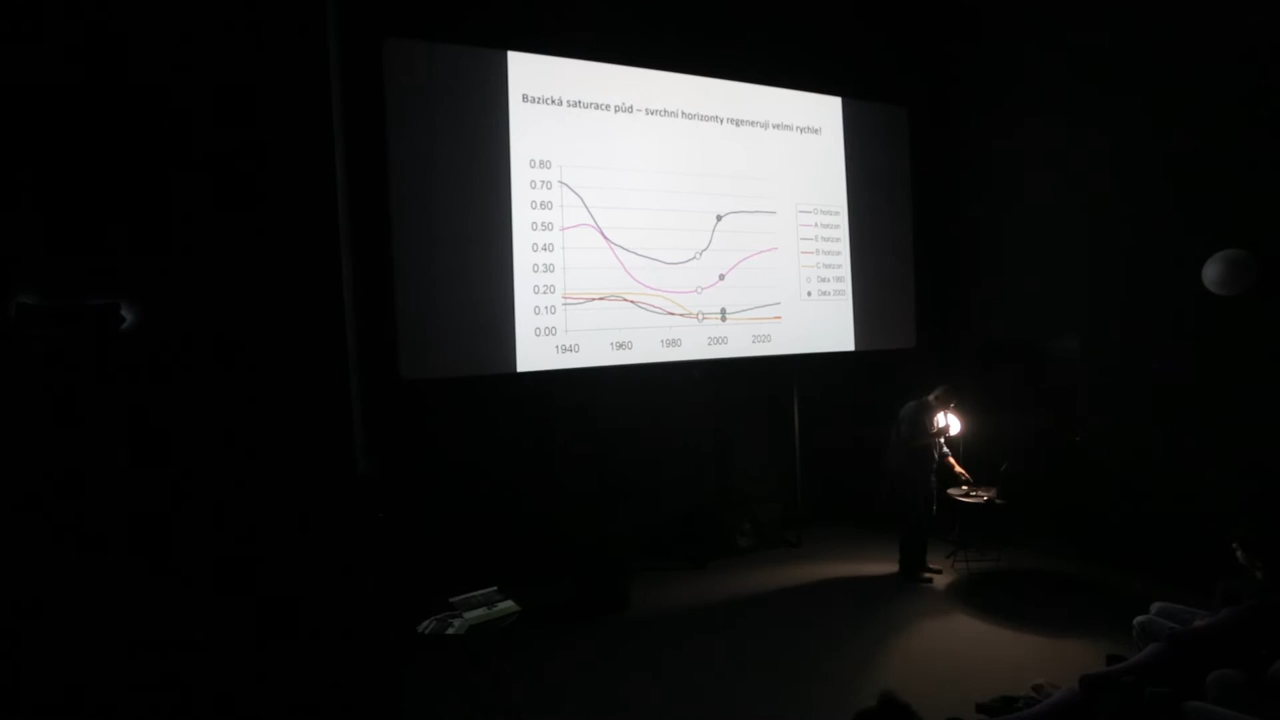 Bazická saturace půd – svrchní horizonty regenerují velmi rychle!
0.80
0.70
0.60
0.50
0.40
0.30
0.20
0.10
0.00
1940 1960 1980 2000 2020
O horizon
A horizon
E horizon
B horizon
C horizon
Data 1993
Data 2003